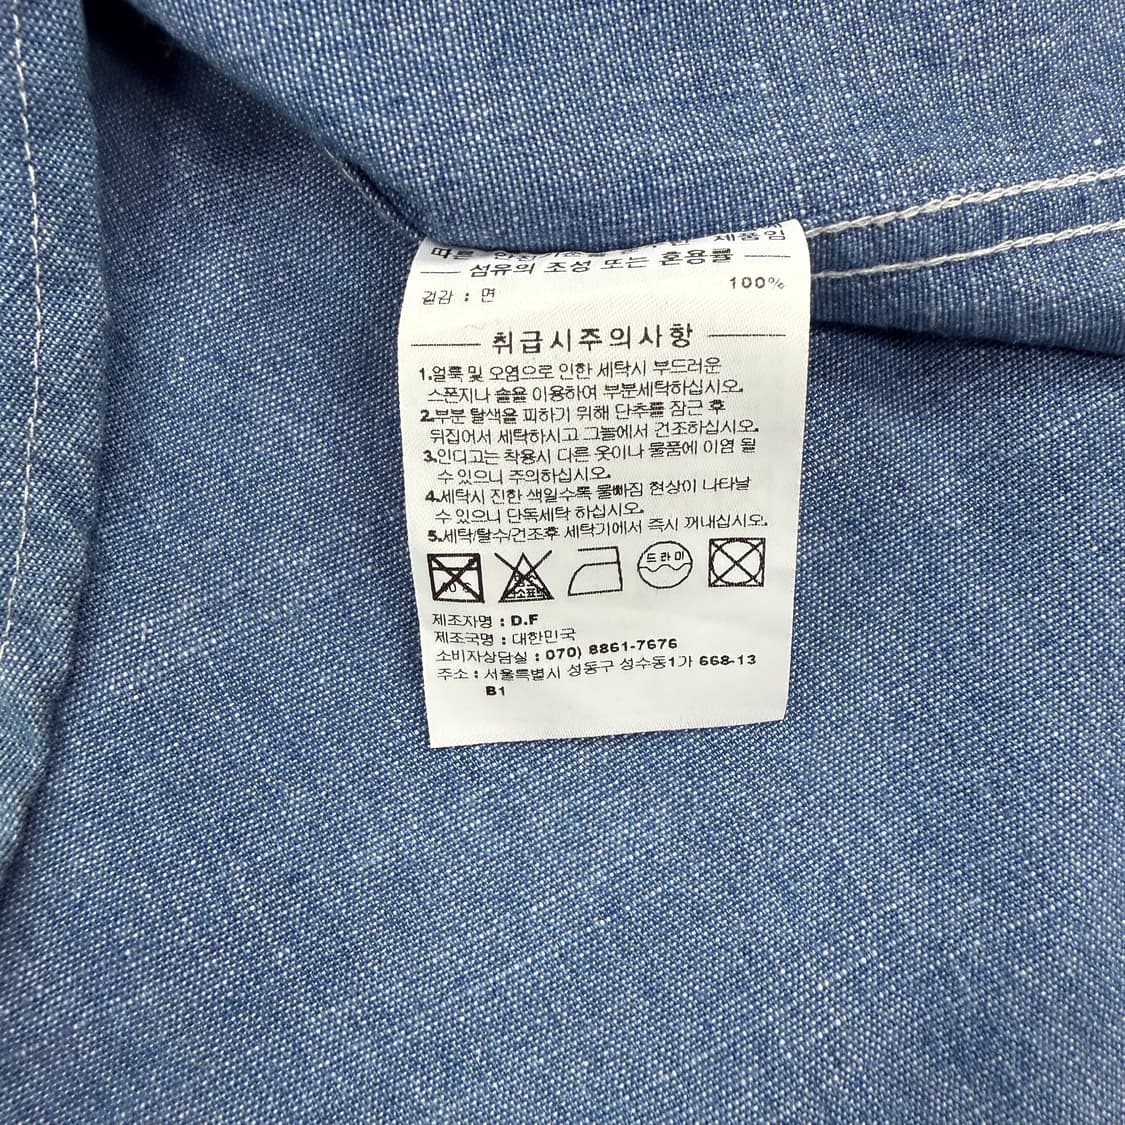 따른 제품임
섬유의 조성 또는 혼용률
겉감 : 면 100%
취급시주의사항
1.얼룩 및 오염으로 인한 세탁시 부드러운
스폰지나 솔을 이용하여 부분세탁하십시오.
2.부분 탈색을 피하기 위해 단추를 잠근 후
뒤집어서 세탁하시고 그늘에서 건조하십시오.
3.인디고는 착용시 다른 옷이나 물품에 이염 될
수 있으니 주의하십시오.
4.세탁시 진한 색일수록 물빠짐 현상이 나타날
수 있으니 단독세탁 하십시오.
5.세탁/탈수/건조후 세탁기에서 즉시 꺼내십시오.
드라이
제조자명 : D.F
제조국명 : 대한민국
소비자상담실 : 070) 8861-7676
주소 : 서울특별시 성동구 성수동1가 668-13
B1